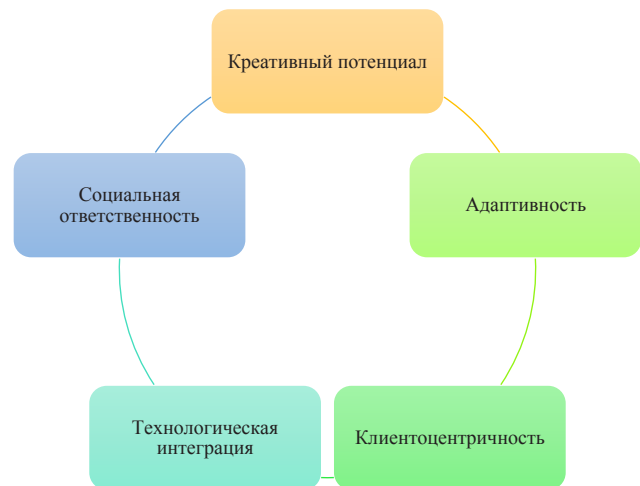 Креативный потенциал
Социальная
ответственность
Адаптивность
Технологическая
интеграция
Клиентоцентричность